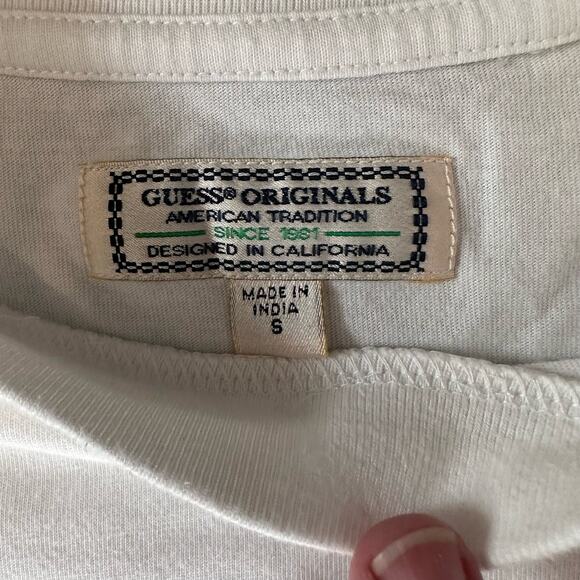 GUESS® ORIGINALS
AMERICAN TRADITION
SINCE 1981
DESIGNED IN CALIFORNIA
MADE IN
INDIA
S